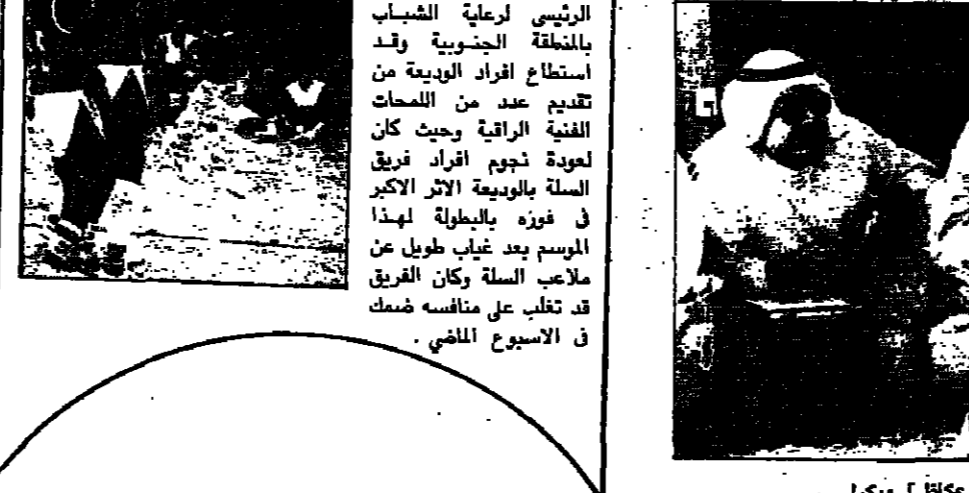 الرئيسى لرعاية الشباب
بالمنطقة الجنوبية وقد
استطاع افراد الوديعة من
تقديم عدد من اللمحات
الفنية الراقية وحيث كان
لعودة نجوم افراد فريق
السلة بالوديعة الاثر الاكبر
فى فوزه بالبطولة لهذا
الموسم بعد غياب طويل عن
ملاعب السلة وكان الفريق
قد تغلب على منافسه ضمك
فى الاسبوع الماضي .